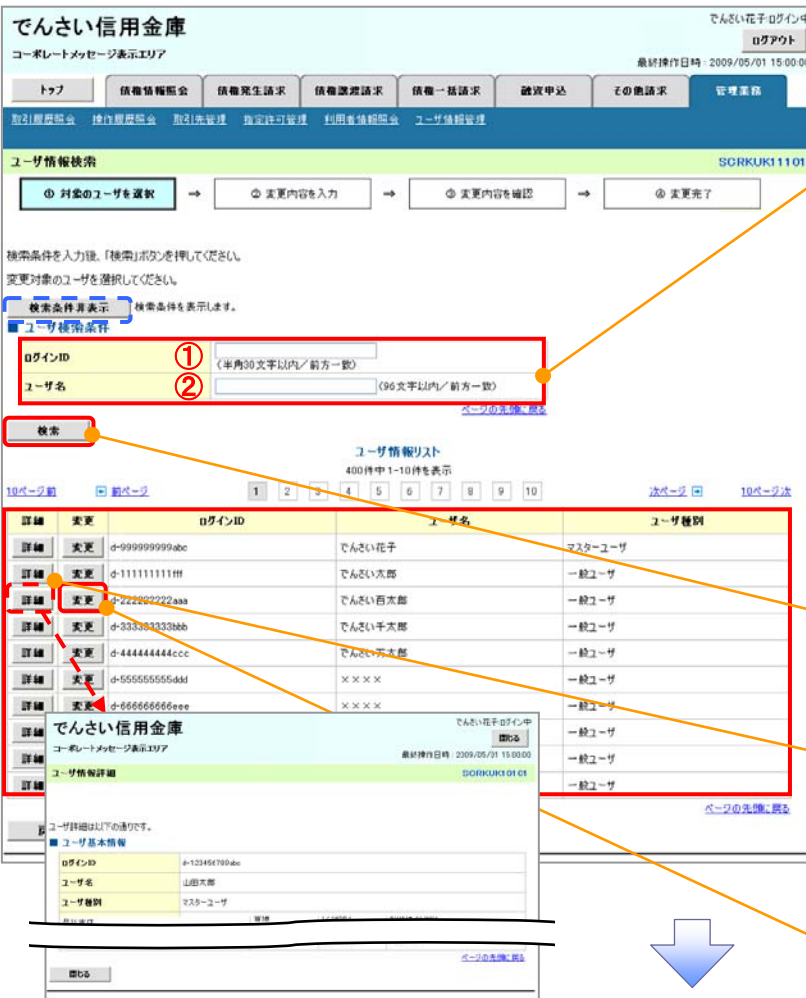 でんさい信用金庫
でんさい花子:ログイン中
ログアウト
コーポレートメッセージ表示エリア
最終操作日時:2009/05/01 15:00:00
トップ 債権情報照会 債権発生請求 債権譲渡請求 債権一括請求 融資申込 その他請求 管理業務
取引履歴照会 操作履歴照会 取引先管理 指定許可管理 利用者情報照会 ユーザ情報管理
ユーザ情報検索 SCRKUK11101
① 対象のユーザを選択 ⇒ ② 変更内容を入力 ⇒ ③ 変更内容を確認 ⇒ ④ 変更完了
検索条件を入力後、「検索」ボタンを押してください。
変更対象のユーザを選択してください。
検索条件非表示 検索条件を表示します。
■ ユーザ検索条件
ログインID ①
(半角30文字以内/前方一致)
ユーザ名 ② (96文字以内/前方一致)
ページの先頭に戻る
検索
ユーザ情報リスト
400件中1-10件を表示
10ページ前 前ページ 1 2 3 4 5 6 7 8 9 10 次ページ 10ページ次
詳細 変更 ログインID ユーザ名 ユーザ種別
詳細 変更 d-999999999abc でんさい花子 マスターユーザ
詳細 変更 d-111111111fff でんさい太郎 一般ユーザ
詳細 変更 d-222222222aaa でんさい百太郎 一般ユーザ
詳細 変更 d-333333333bbb でんさい千太郎 一般ユーザ
詳細 変更 d-444444444ccc でんさい万太郎 一般ユーザ
詳細 変更 d-555555555ddd ×××× 一般ユーザ
詳細 変更 d-666666666eee ×××× 一般ユーザ
詳細 一般ユーザ
詳細 一般ユーザ
詳細 一般ユーザ
ページの先頭に戻る
でんさい信用金庫
でんさい花子:ログイン中
閉じる
コーポレートメッセージ表示エリア
最終操作日時:2009/05/01 15:00:00
ユーザ情報詳細 SCRKUK10101
ユーザ詳細は以下の通りです。
■ ユーザ基本情報
ログインID d-123456789abc
ユーザ名 山田太郎
ユーザ種別 マスターユーザ
ページの先頭に戻る
閉じる